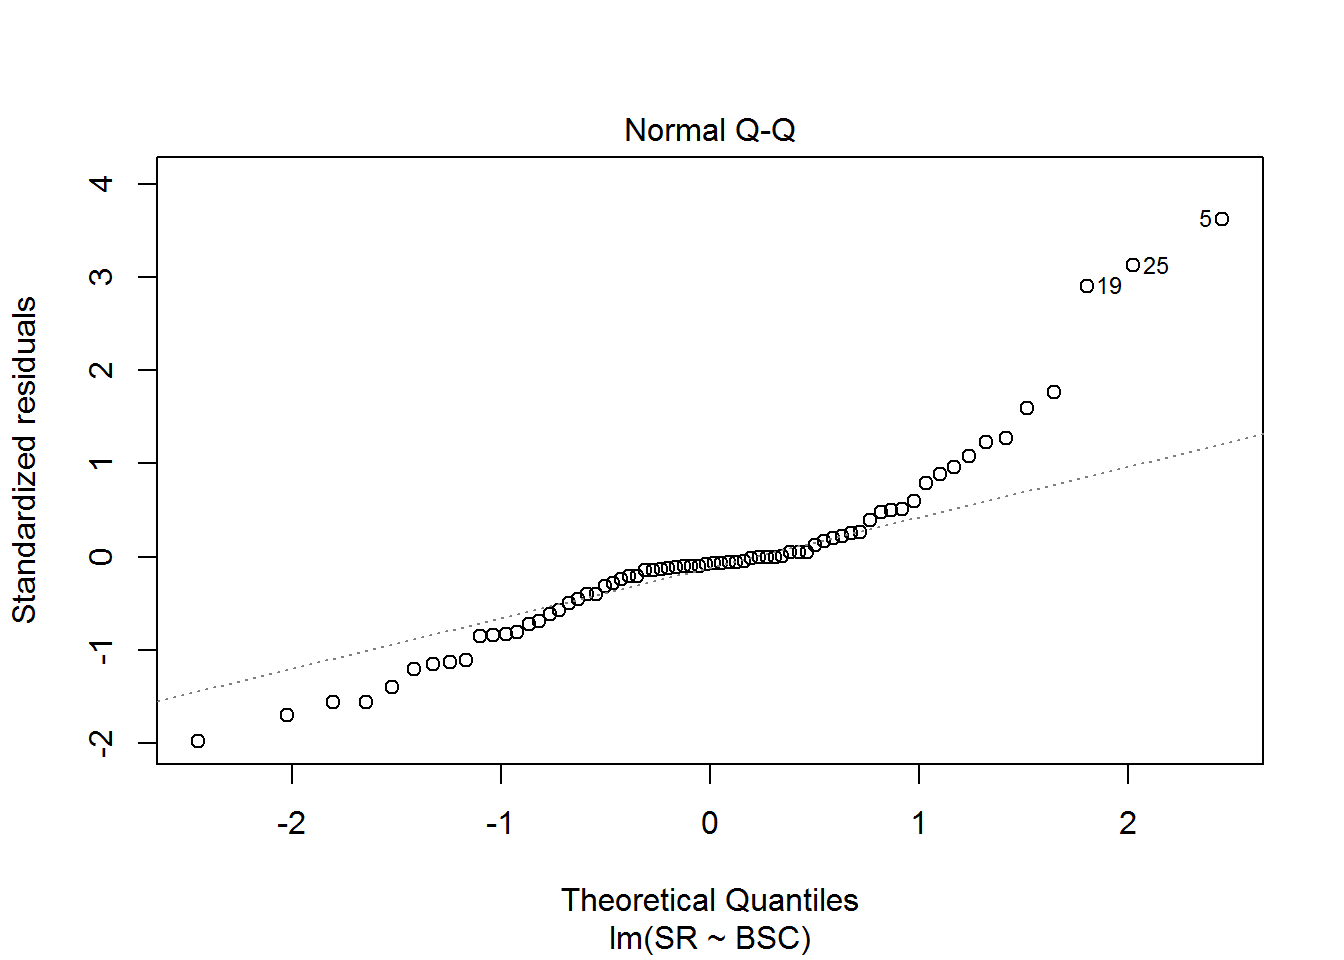 Normal Q-Q
Standardized residuals
4
3
2
1
0
-1
-2
5
25
19
-2 -1 0 1 2
Theoretical Quantiles
lm(SR ~ BSC)